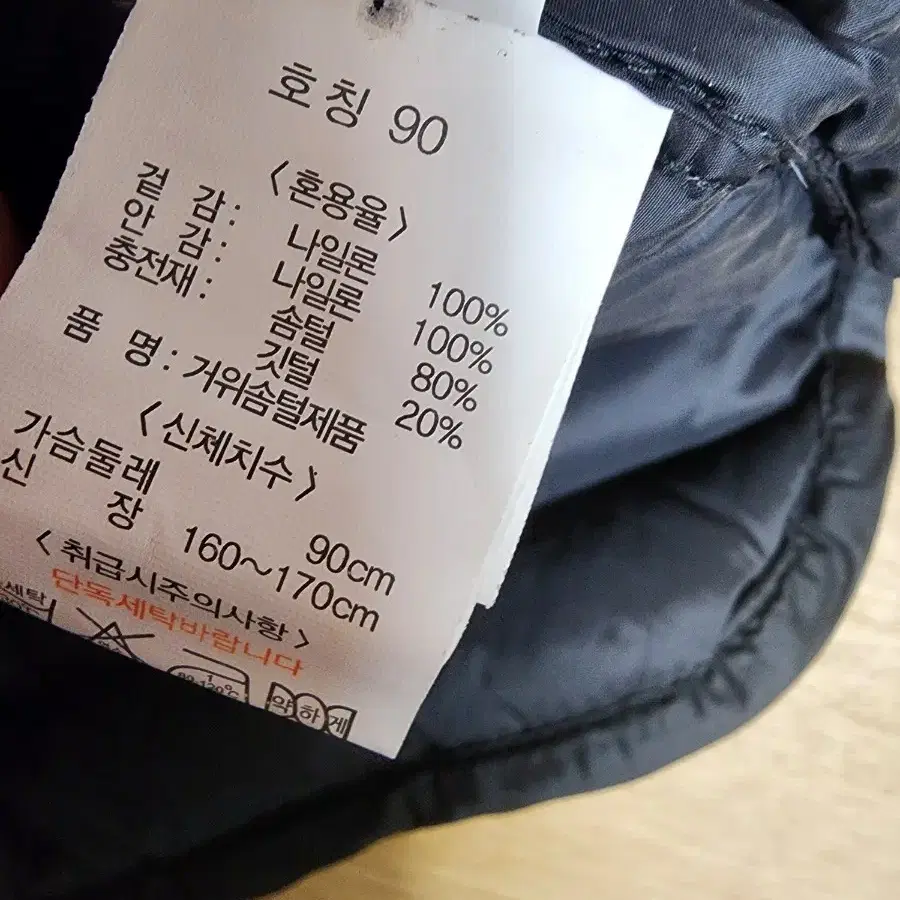 호 칭 90
〈 혼용율 〉
겉 감 : 나일론 100%
안 감 : 나일론 100%
충전재 : 솜털 80%
깃털 20%
품 명 : 거위솜털제품
〈 신체치수 〉
가슴둘레 90cm
신 장 160~170cm
〈 취급시주의사항 〉
단독세탁바랍니다
세탁
약하게